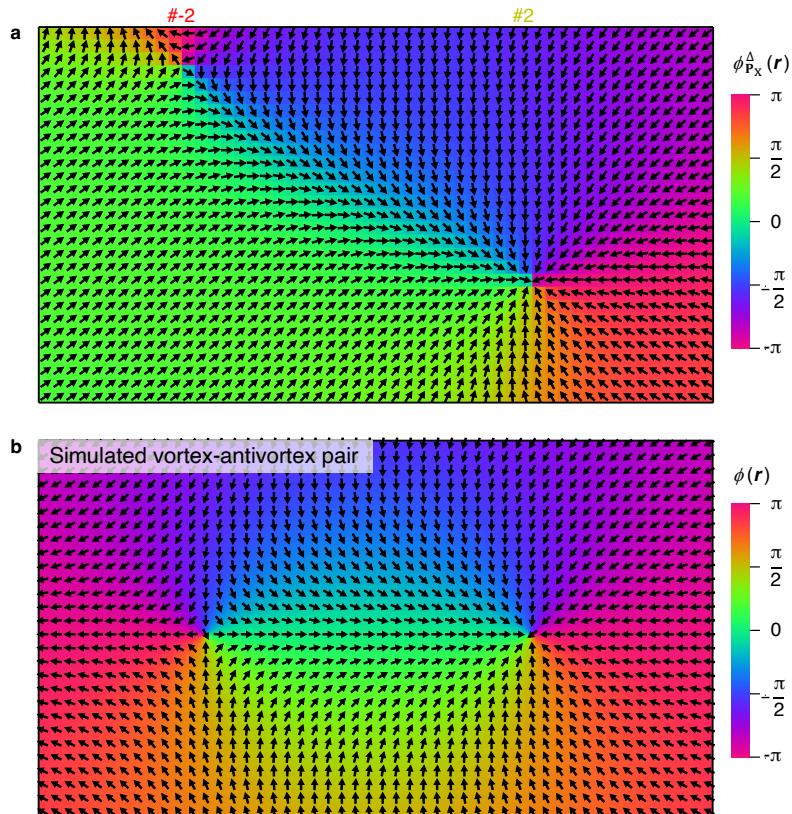 #-2 #2
a
ϕ^Δ_{P_X}(r)
π
π/2
0
-π/2
-π
b
Simulated vortex-antivortex pair
ϕ(r)
π
π/2
0
-π/2
-π